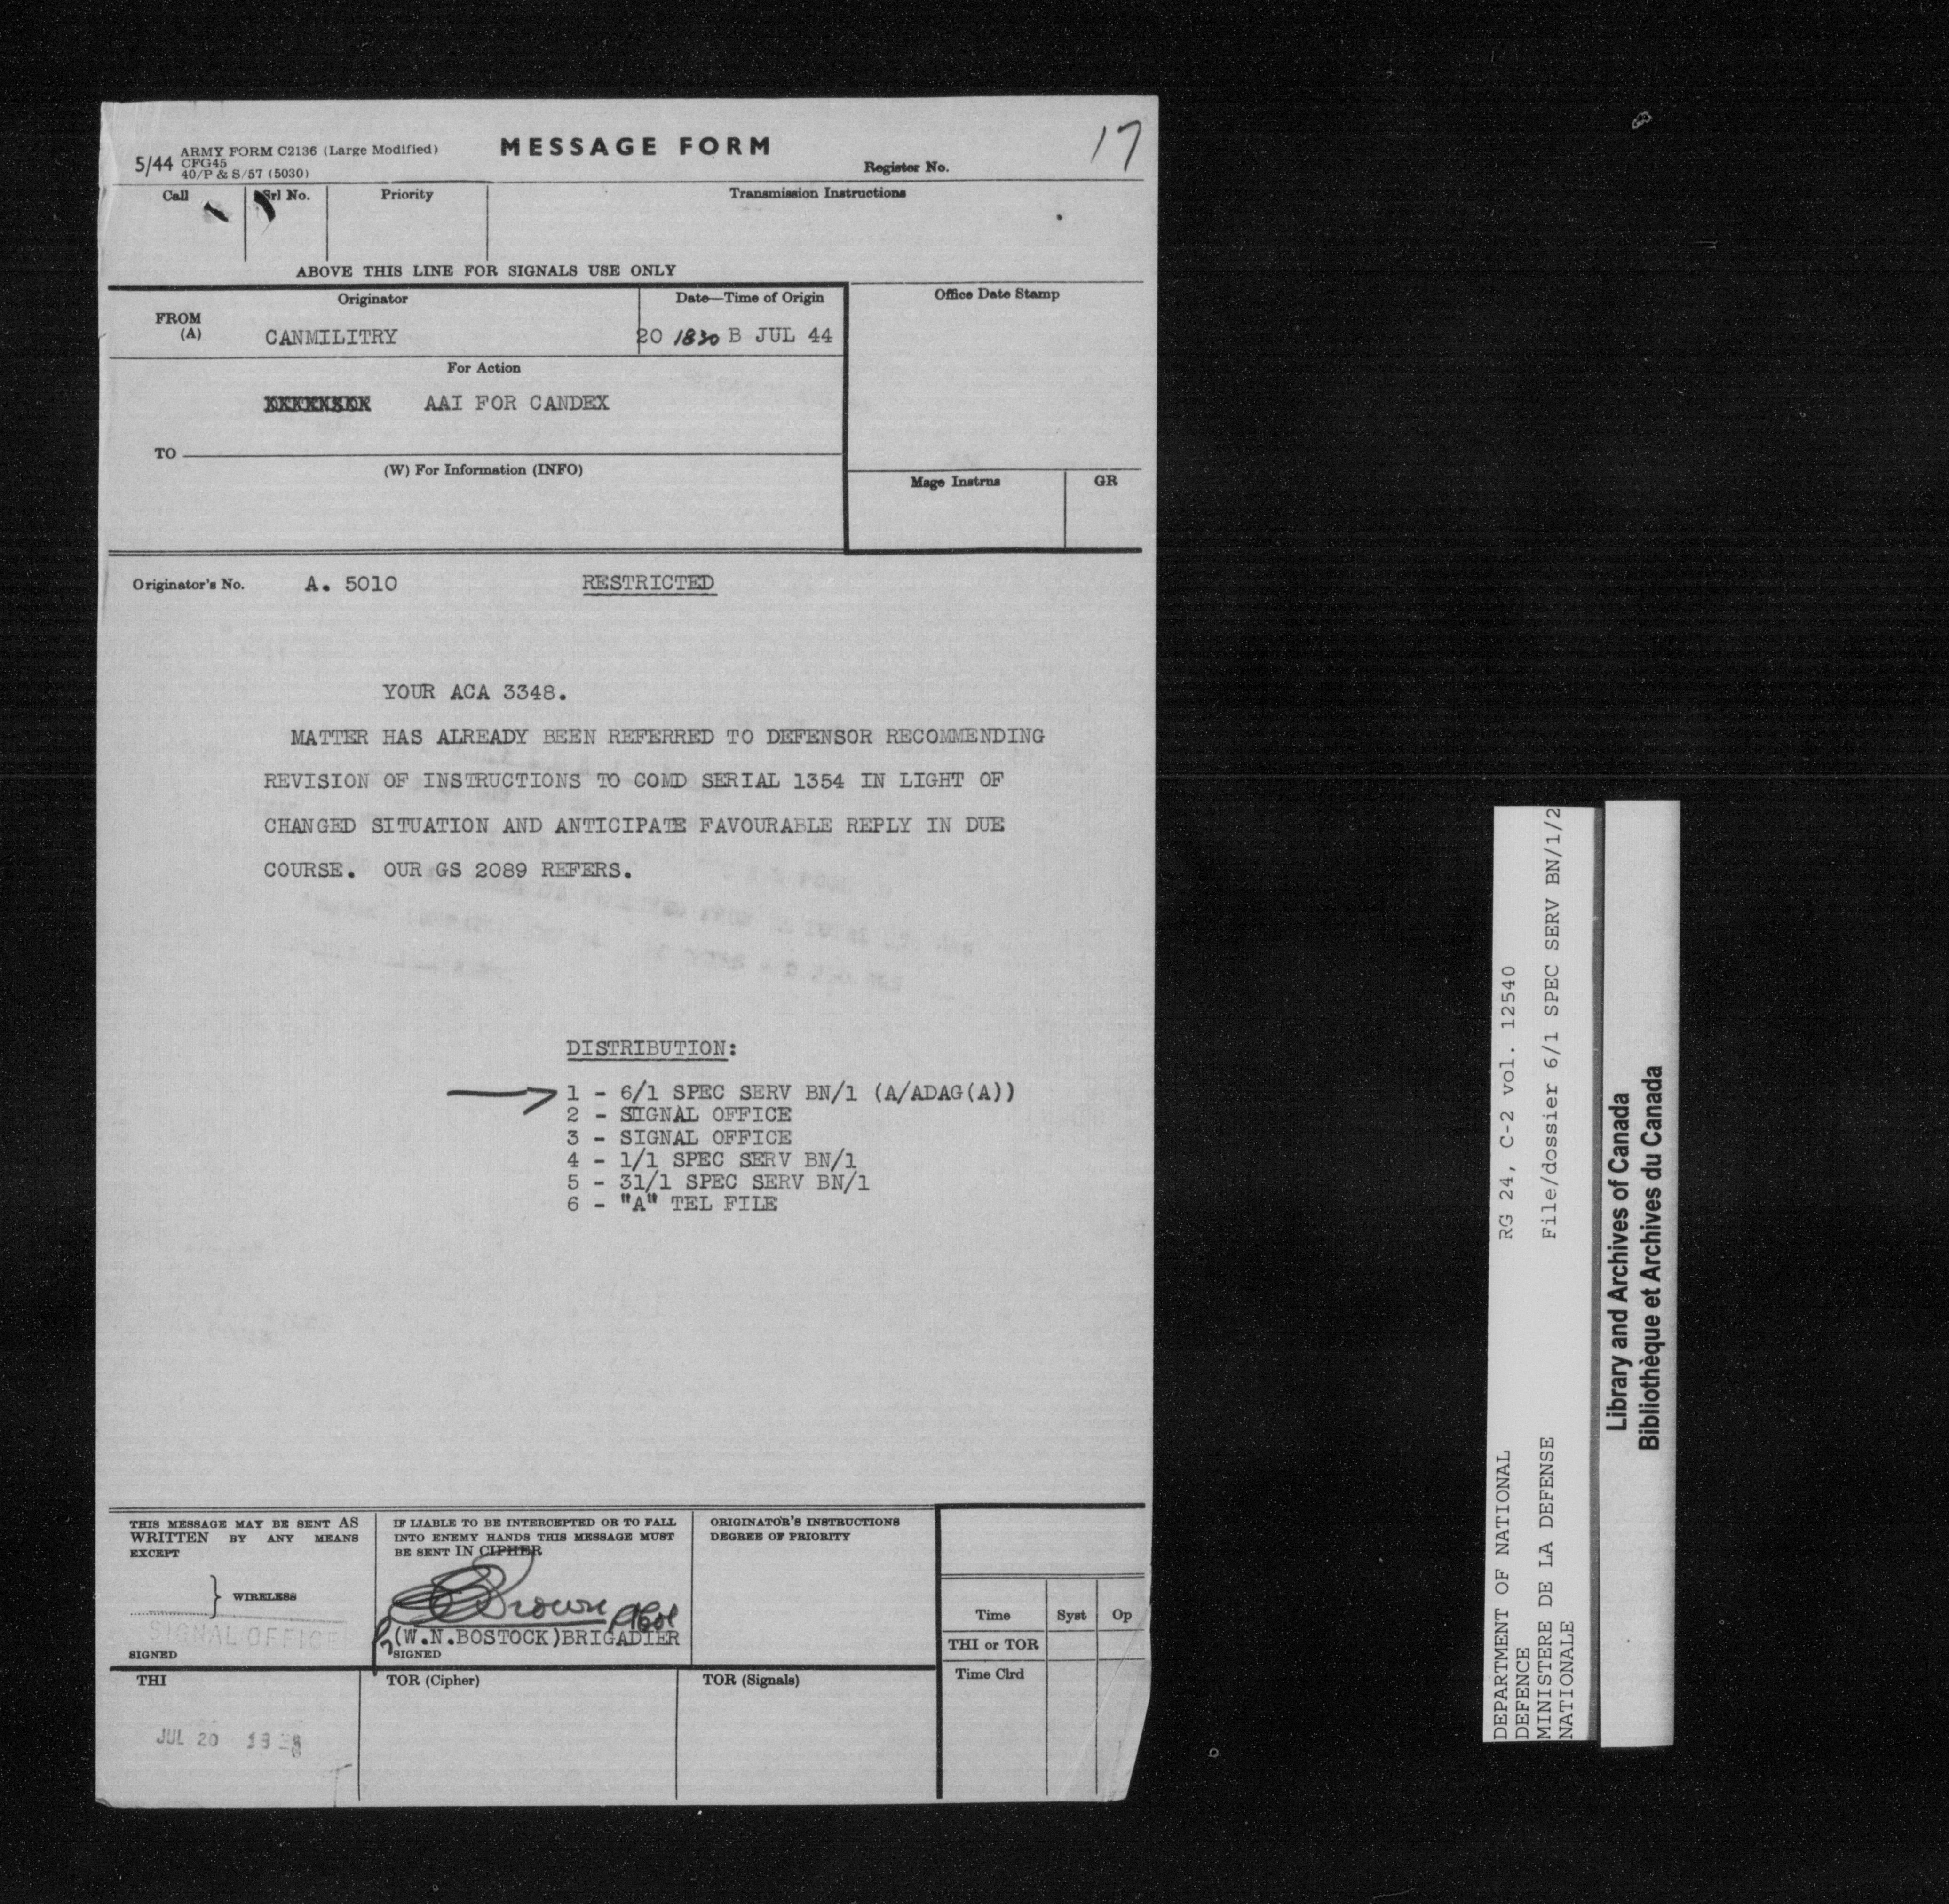 5/44 ARMY FORM C2136 (Large Modified)
CFG45
40/P & S/57 (5030)
MESSAGE FORM
Register No.
17
Call Srl No. Priority Transmission Instructions
ABOVE THIS LINE FOR SIGNALS USE ONLY
Originator Date—Time of Origin Office Date Stamp
FROM
(A) CANMILITRY 20 1830 B JUL 44
For Action
AAI FOR CANDEX
TO
(W) For Information (INFO)
Msge Instrns GR
Originator's No. A. 5010 RESTRICTED
YOUR ACA 3348.
MATTER HAS ALREADY BEEN REFERRED TO DEFENSOR RECOMMENDING
REVISION OF INSTRUCTIONS TO COMD SERIAL 1354 IN LIGHT OF
CHANGED SITUATION AND ANTICIPATE FAVOURABLE REPLY IN DUE
COURSE. OUR GS 2089 REFERS.
DISTRIBUTION:
1 - 6/1 SPEC SERV BN/1 (A/ADAG(A))
2 - SIGNAL OFFICE
3 - SIGNAL OFFICE
4 - 1/1 SPEC SERV BN/1
5 - 31/1 SPEC SERV BN/1
6 - "A" TEL FILE
THIS MESSAGE MAY BE SENT AS
WRITTEN BY ANY MEANS
EXCEPT
WIRELESS
SIGNAL OFFICE
SIGNED
IF LIABLE TO BE INTERCEPTED OR TO FALL
INTO ENEMY HANDS THIS MESSAGE MUST
BE SENT IN CIPHER
Brown
(W.N.BOSTOCK)BRIGADIER
SIGNED
ORIGINATOR'S INSTRUCTIONS
DEGREE OF PRIORITY
Time Syst Op
THI or TOR
Time Clrd
THI TOR (Cipher) TOR (Signals)
JUL 20
DEPARTMENT OF NATIONAL RG 24, C-2 vol. 12540
DEFENCE
MINISTERE DE LA DEFENSE File/dossier 6/1 SPEC SERV BN/1/2
NATIONALE
Library and Archives of Canada
Bibliothèque et Archives du Canada